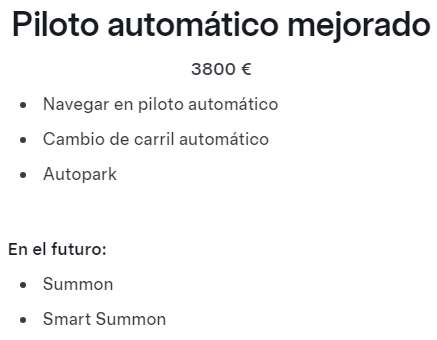 Piloto automático mejorado
3800 €
Navegar en piloto automático
Cambio de carril automático
Autopark
En el futuro:
Summon
Smart Summon